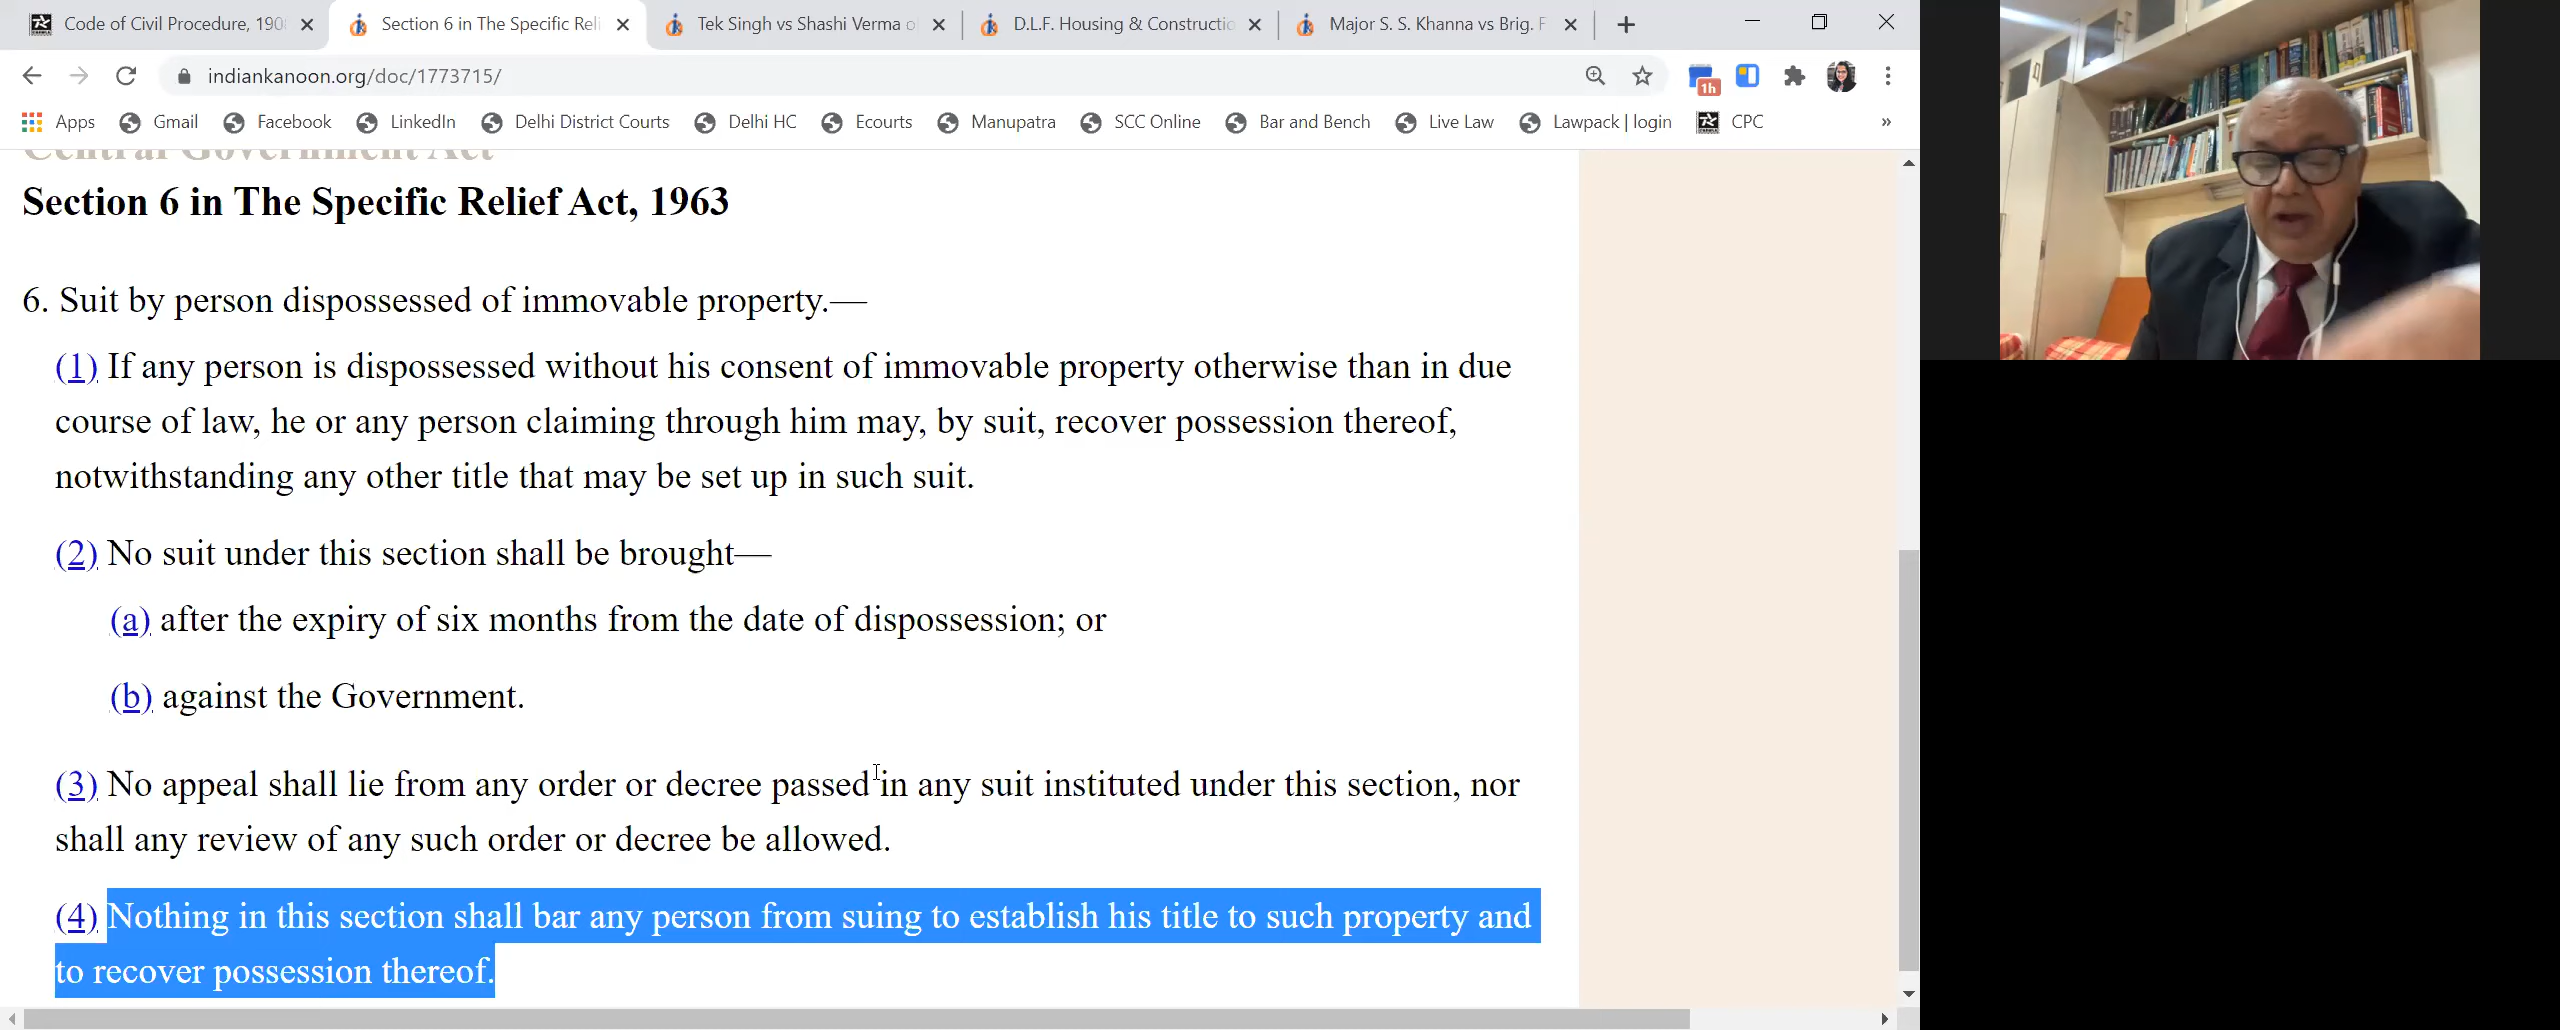 Code of Civil Procedure, 190
Section 6 in The Specific Reli
Tek Singh vs Shashi Verma o
D.L.F. Housing & Constructio
Major S. S. Khanna vs Brig. F
indiankanoon.org/doc/1773715/
1h
Apps Gmail Facebook LinkedIn Delhi District Courts Delhi HC Ecourts Manupatra SCC Online Bar and Bench Live Law Lawpack | login CPC »
Central Government Act
Section 6 in The Specific Relief Act, 1963
6. Suit by person dispossessed of immovable property.—
(1) If any person is dispossessed without his consent of immovable property otherwise than in due
course of law, he or any person claiming through him may, by suit, recover possession thereof,
notwithstanding any other title that may be set up in such suit.
(2) No suit under this section shall be brought—
(a) after the expiry of six months from the date of dispossession; or
(b) against the Government.
(3) No appeal shall lie from any order or decree passed in any suit instituted under this section, nor
shall any review of any such order or decree be allowed.
(4) Nothing in this section shall bar any person from suing to establish his title to such property and
to recover possession thereof.